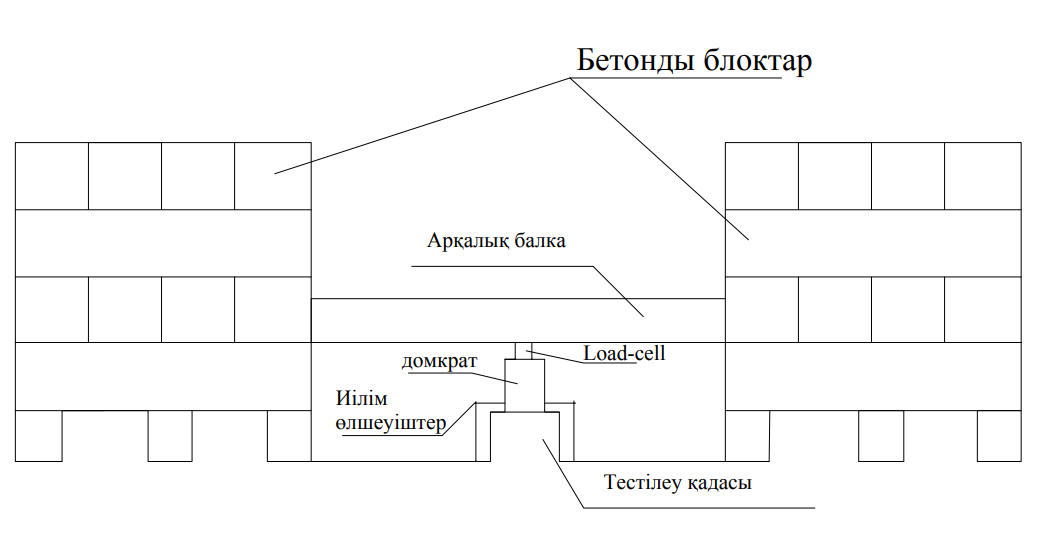 Бетонды блоктар
Арқалық балка
Load-cell
домкрат
Иілім
өлшеуіштер
Тестілеу қадасы